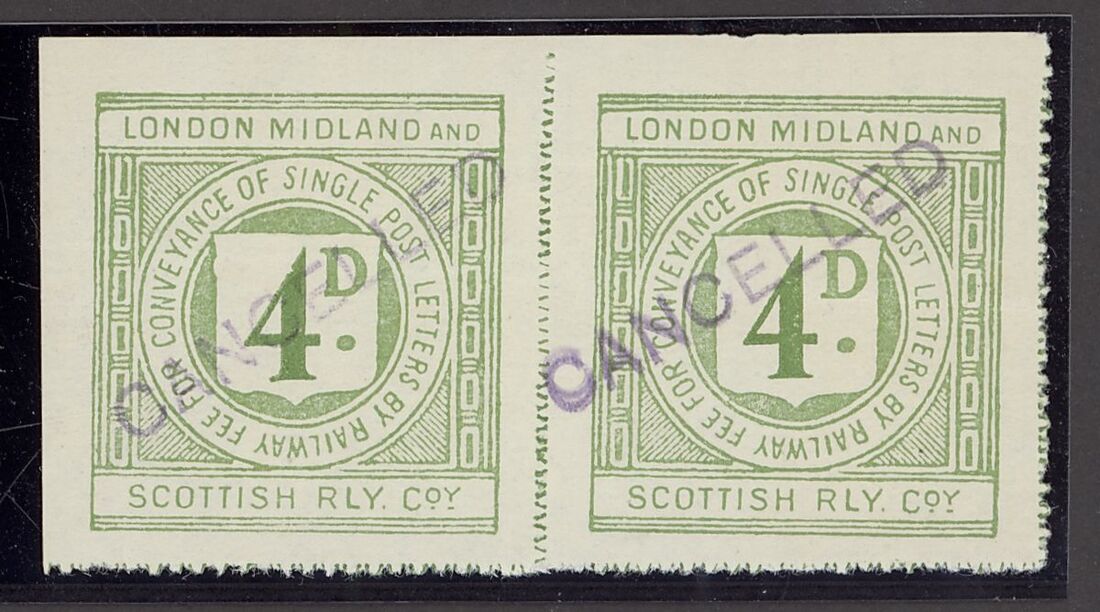 LONDON MIDLAND AND
FEE FOR CONVEYANCE OF SINGLE POST LETTERS BY RAILWAY
4D.
SCOTTISH RLY. COY
CANCELLED
LONDON MIDLAND AND
FEE FOR CONVEYANCE OF SINGLE POST LETTERS BY RAILWAY
4D.
SCOTTISH RLY. COY
CANCELLED